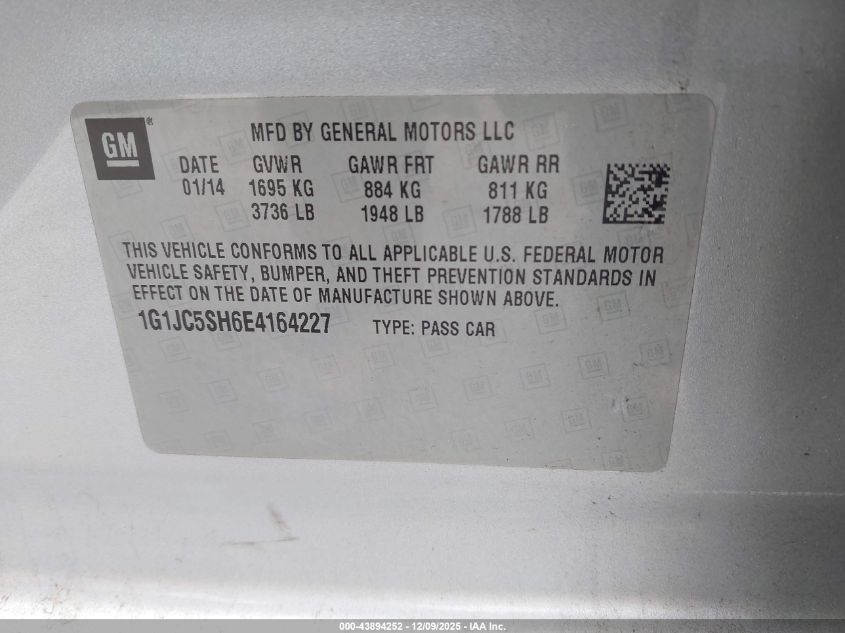 GM®
MFD BY GENERAL MOTORS LLC
DATE GVWR GAWR FRT GAWR RR
01/14 1695 KG 884 KG 811 KG
3736 LB 1948 LB 1788 LB
THIS VEHICLE CONFORMS TO ALL APPLICABLE U.S. FEDERAL MOTOR
VEHICLE SAFETY, BUMPER, AND THEFT PREVENTION STANDARDS IN
EFFECT ON THE DATE OF MANUFACTURE SHOWN ABOVE.
1G1JC5SH6E4164227 TYPE: PASS CAR
000-43894252 - 12/09/2025 - IAA Inc.